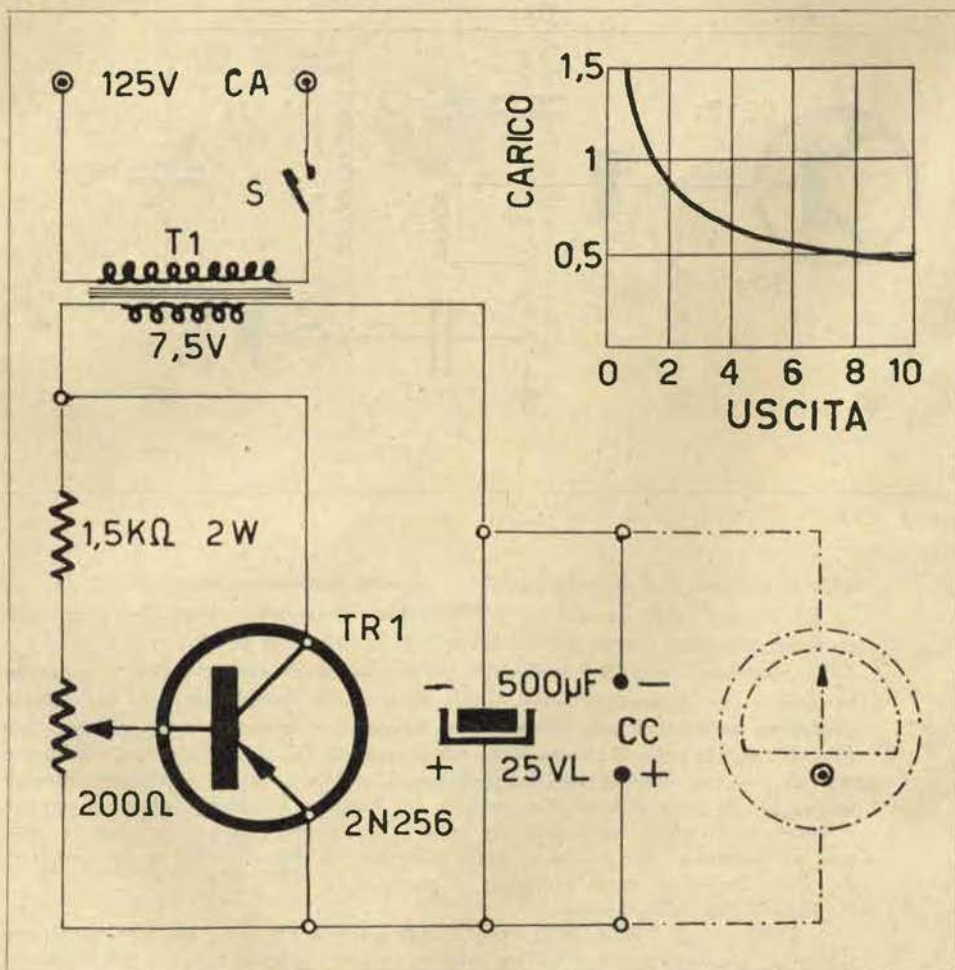 125V CA
S
T1
7,5V
1,5KΩ 2W
TR1
200Ω
2N256
-
+
500µF
25VL
-
CC
+
1,5
1
0,5
CARICO
0 2 4 6 8 10
USCITA